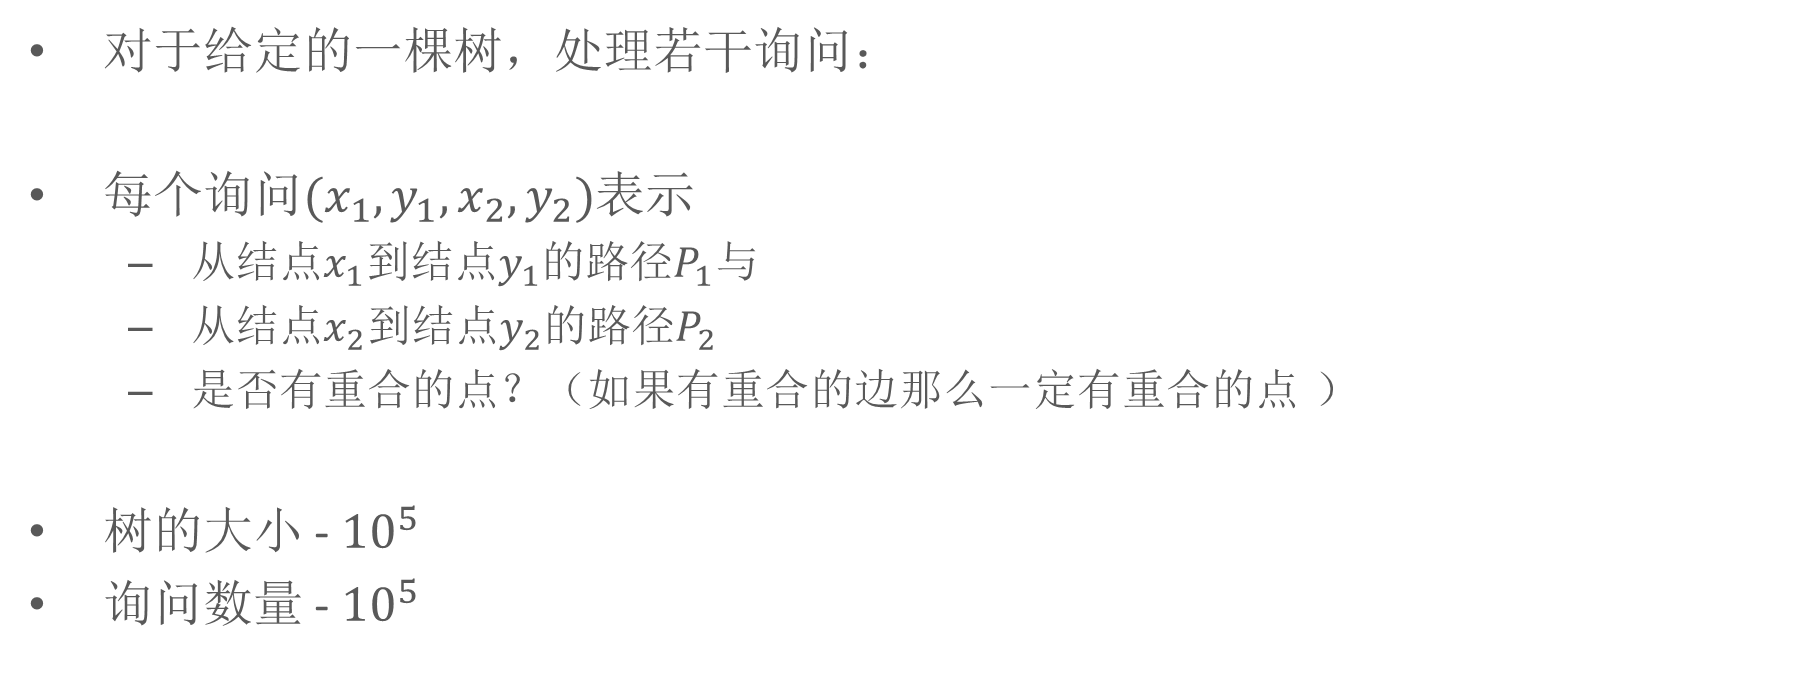 • 对于给定的一棵树，处理若干询问：
• 每个询问(x₁,y₁,x₂,y₂)表示
– 从结点x₁到结点y₁的路径P₁与
– 从结点x₂到结点y₂的路径P₂
– 是否有重合的点？（如果有重合的边那么一定有重合的点 ）
• 树的大小 - 10⁵
• 询问数量 - 10⁵